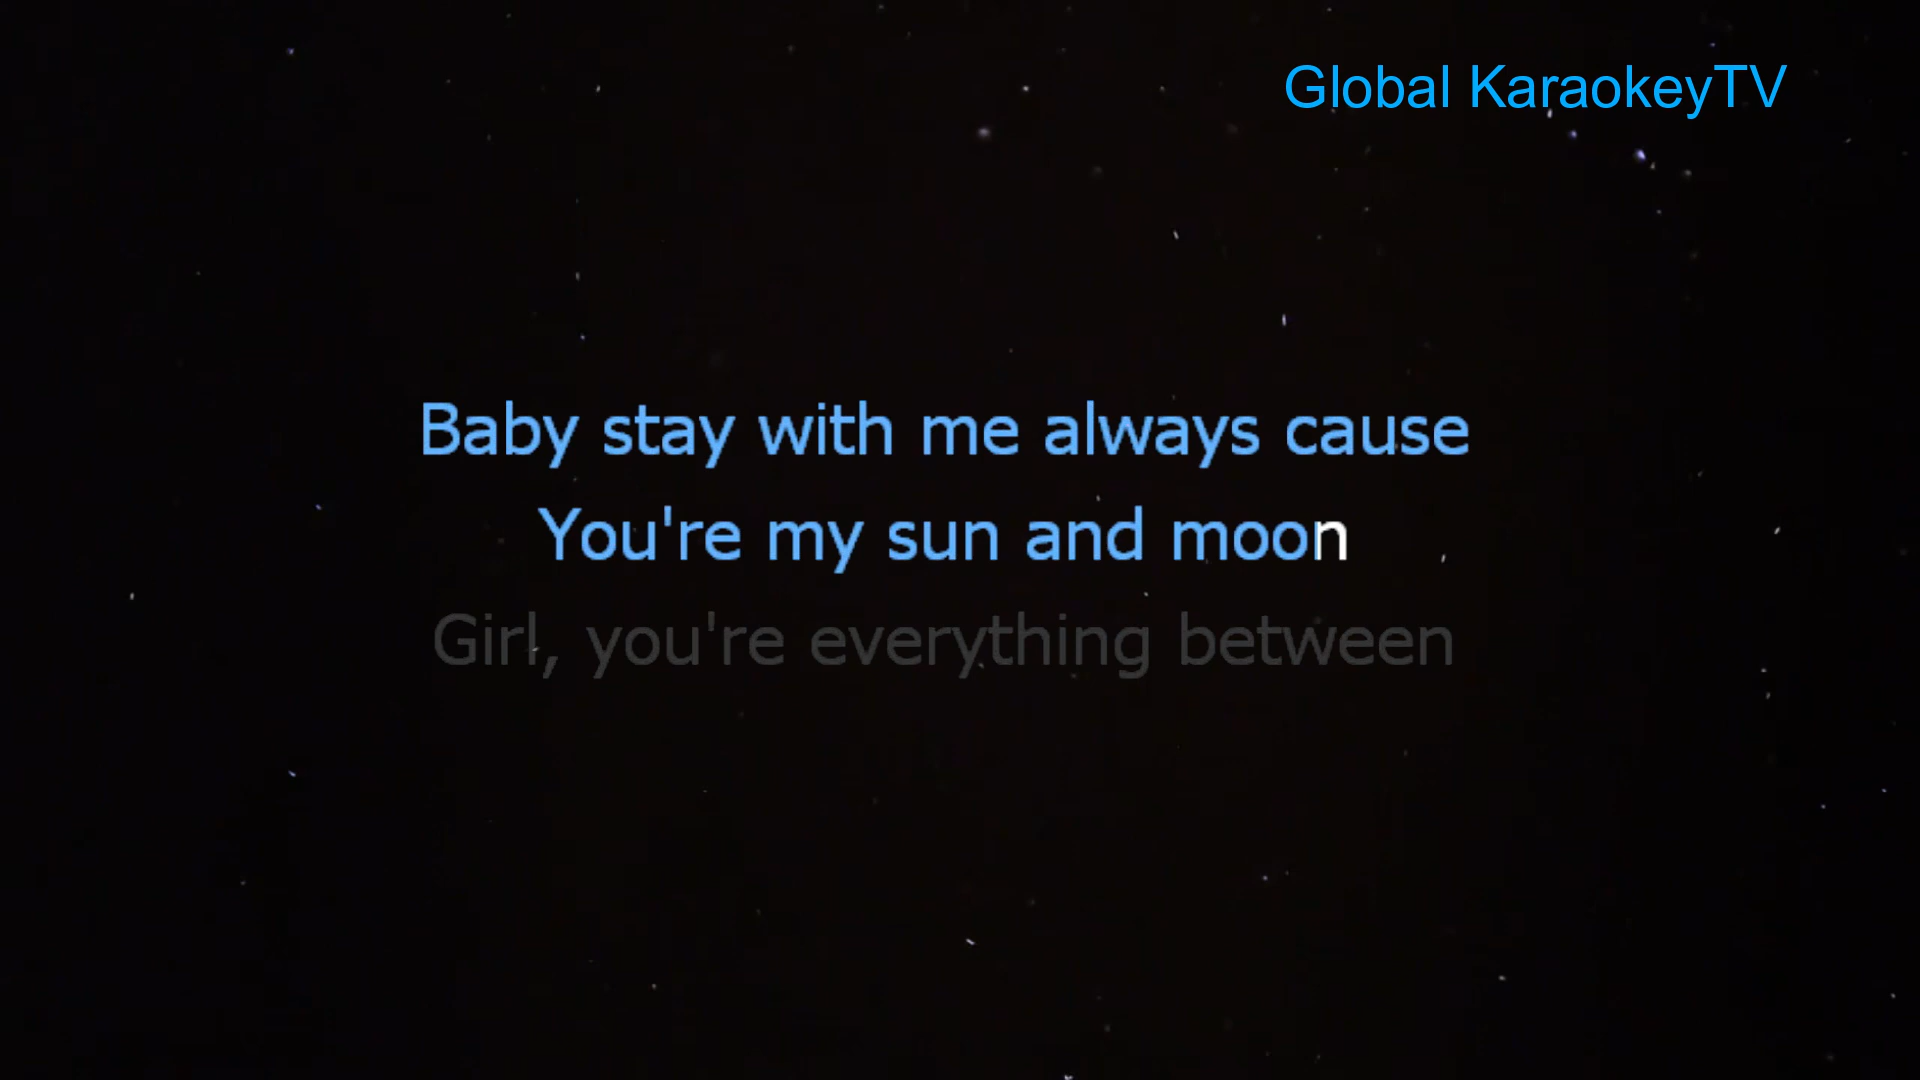 Global KaraokeyTV
Baby stay with me always cause
You're my sun and moon
Girl, you're everything between